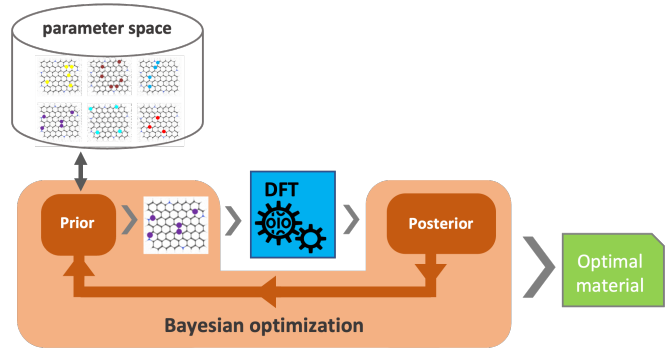 parameter space
Prior
DFT
Posterior
Optimal
material
Bayesian optimization